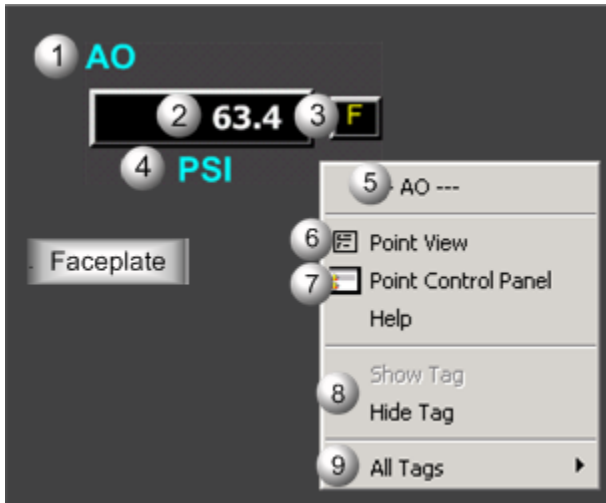 1 AO
2 63.4 3 F
4 PSI
5 - AO ---
6 Point View
Faceplate
7 Point Control Panel
Help
Show Tag
8
Hide Tag
9 All Tags